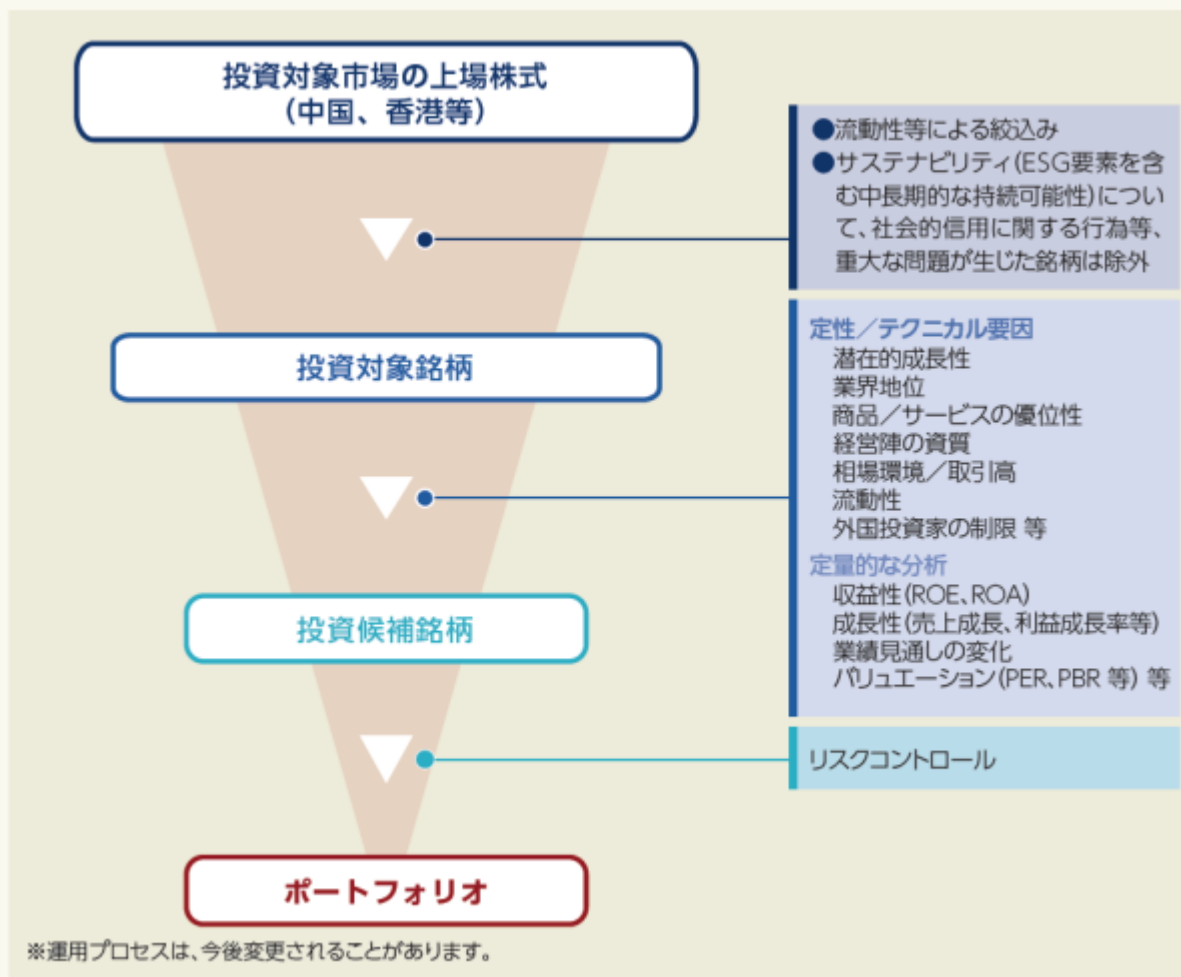 投資対象市場の上場株式
(中国、香港等)
●流動性等による絞込み
●サステナビリティ(ESG要素を含
む中長期的な持続可能性)につい
て、社会的信用に関する行為等、
重大な問題が生じた銘柄は除外
投資対象銘柄
定性/テクニカル要因
潜在的成長性
業界地位
商品/サービスの優位性
経営陣の資質
相場環境/取引高
流動性
外国投資家の制限 等
定量的な分析
収益性(ROE、ROA)
成長性(売上成長、利益成長率等)
業績見通しの変化
バリュエーション(PER、PBR 等) 等
投資候補銘柄
リスクコントロール
ポートフォリオ
※運用プロセスは、今後変更されることがあります。